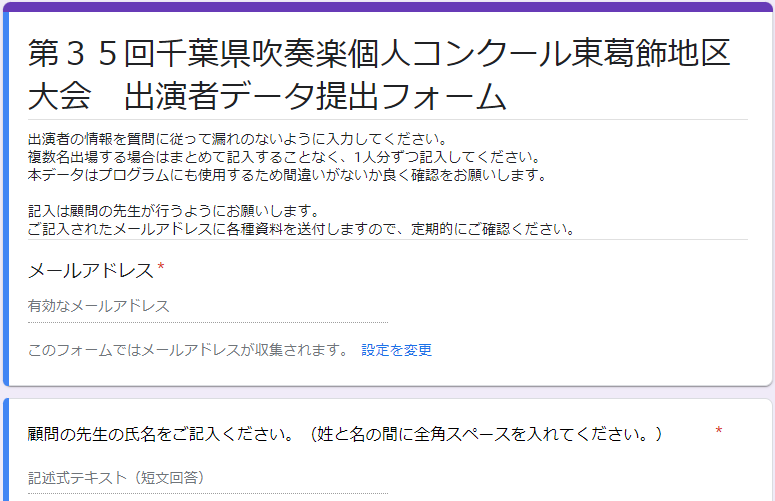 第３５回千葉県吹奏楽個人コンクール東葛飾地区
大会　出演者データ提出フォーム
出演者の情報を質問に従って漏れのないように入力してください。
複数名出場する場合はまとめて記入することなく、1人分ずつ記入してください。
本データはプログラムにも使用するため間違いがないか良く確認をお願いします。
記入は顧問の先生が行うようにお願いします。
ご記入されたメールアドレスに各種資料を送付しますので、定期的にご確認ください。
メールアドレス *
有効なメールアドレス
このフォームではメールアドレスが収集されます。 設定を変更
顧問の先生の氏名をご記入ください。（姓と名の間に全角スペースを入れてください。） *
記述式テキスト（短文回答）